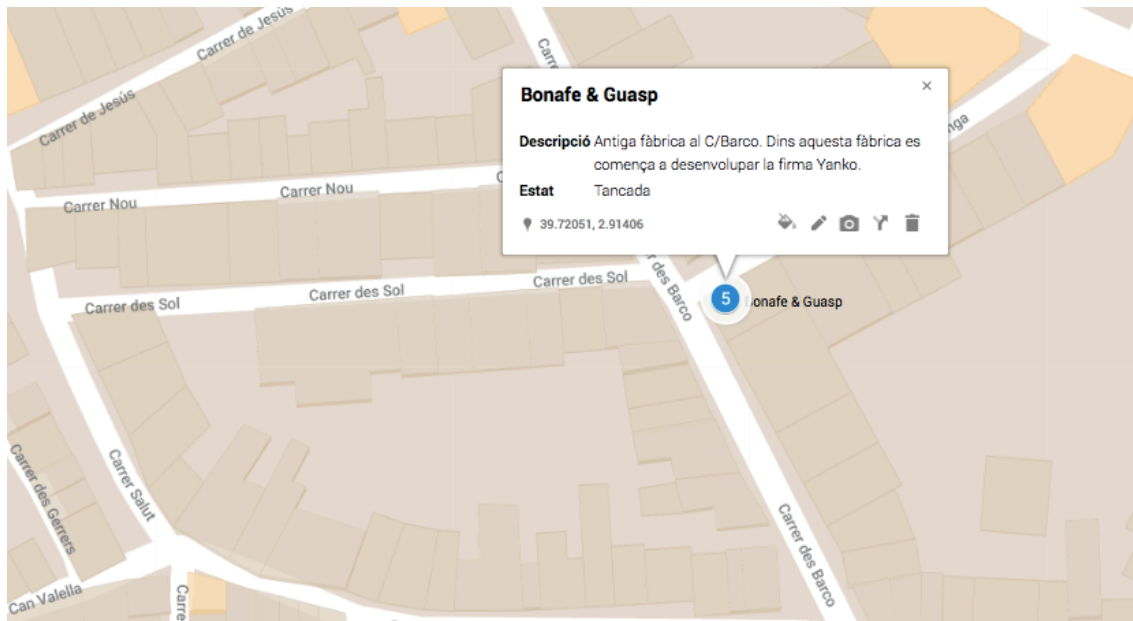 Carrer de Jesús
Carrer de Jesús
Bonafe & Guasp
Descripció Antiga fàbrica al C/Barco. Dins aquesta fàbrica es
comença a desenvolupar la firma Yanko.
Estat Tancada
39.72051, 2.91406
Carrer Nou
Carrer Nou
Carrer des Sol
Carrer des Sol
Carrer des Sol
des Barco
5
onafe & Guasp
Carrer des Gerrers
Carrer Salut
Carrer des Barco
Can Valella
Carre